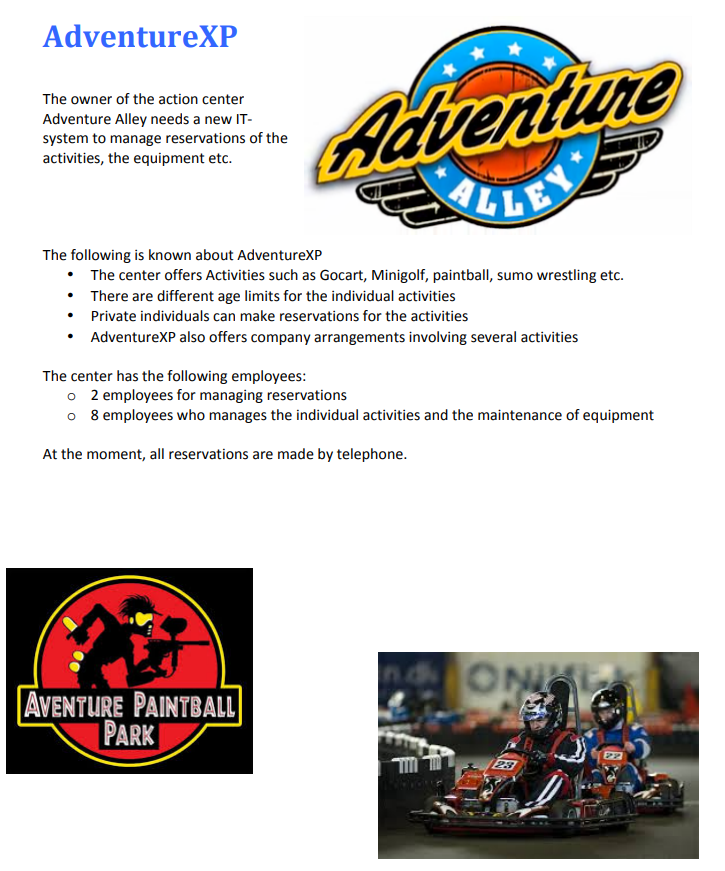 AdventureXP
Adventure
ALLEY
The owner of the action center
Adventure Alley needs a new IT-
system to manage reservations of the
activities, the equipment etc.
The following is known about AdventureXP
• The center offers Activities such as Gocart, Minigolf, paintball, sumo wrestling etc.
• There are different age limits for the individual activities
• Private individuals can make reservations for the activities
• AdventureXP also offers company arrangements involving several activities
The center has the following employees:
o 2 employees for managing reservations
o 8 employees who manages the individual activities and the maintenance of equipment
At the moment, all reservations are made by telephone.
AVENTURE PAINTBALL
PARK
23
22